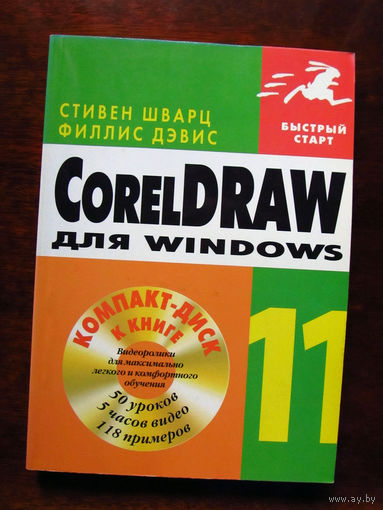 СТИВЕН ШВАРЦ
ФИЛЛИС ДЭВИС
БЫСТРЫЙ
СТАРТ
CORELDRAW
ДЛЯ WINDOWS
11
КОМПАКТ-ДИСК
К КНИГЕ
Видеоролики
для максимально
легкого и комфортного
обучения
50 уроков
5 часов видео
118 примеров
www.ay.by